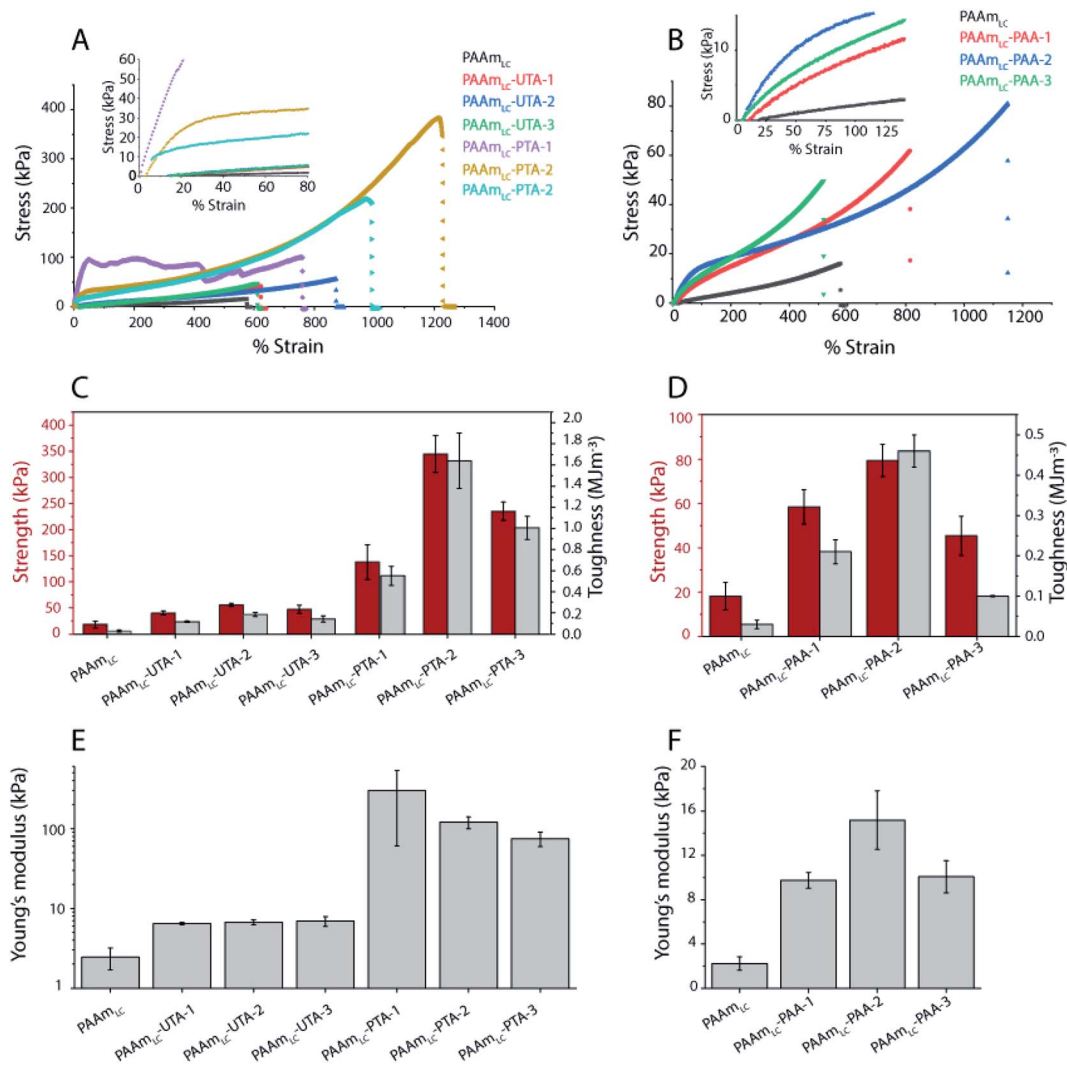 A
Stress (kPa)
400
300
200
100
0
0
200
400
600
800
1000
1200
1400
% Strain
Stress (kPa)
60
50
40
30
20
10
0
0
20
40
60
80
% Strain
PAAmLC
PAAmLC-UTA-1
PAAmLC-UTA-2
PAAmLC-UTA-3
PAAmLC-PTA-1
PAAmLC-PTA-2
PAAmLC-PTA-2
B
Stress (kPa)
80
60
40
20
0
0
200
400
600
800
1000
1200
% Strain
Stress (kPa)
10
0
0
25
50
75
100
125
% Strain
PAAmLC
PAAmLC-PAA-1
PAAmLC-PAA-2
PAAmLC-PAA-3
C
Strength (kPa)
400
350
300
250
200
150
100
50
0
Toughness (MJm-3)
2.0
1.8
1.6
1.4
1.2
1.0
0.8
0.6
0.4
0.2
0.0
PAAmLC
PAAmLC-UTA-1
PAAmLC-UTA-2
PAAmLC-UTA-3
PAAmLC-PTA-1
PAAmLC-PTA-2
PAAmLC-PTA-3
D
Strength (kPa)
100
80
60
40
20
0
Toughness (MJm-3)
0.5
0.4
0.3
0.2
0.1
0.0
PAAmLC
PAAmLC-PAA-1
PAAmLC-PAA-2
PAAmLC-PAA-3
E
Young's modulus (kPa)
100
10
1
PAAmLC
PAAmLC-UTA-1
PAAmLC-UTA-2
PAAmLC-UTA-3
PAAmLC-PTA-1
PAAmLC-PTA-2
PAAmLC-PTA-3
F
Young's modulus (kPa)
20
16
12
8
4
0
PAAmLC
PAAmLC-PAA-1
PAAmLC-PAA-2
PAAmLC-PAA-3